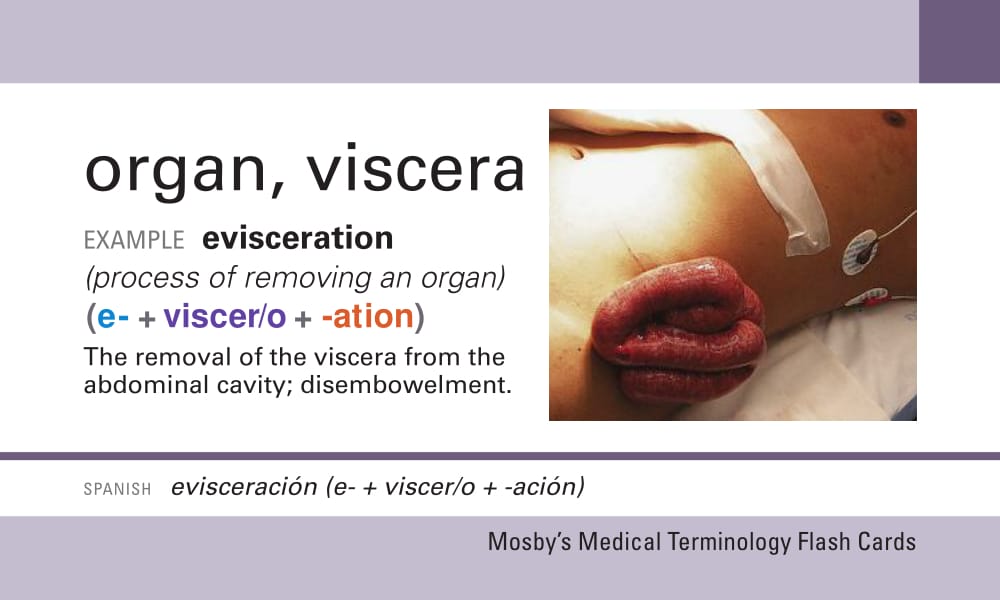 organ, viscera
EXAMPLE evisceration
(process of removing an organ)
(e- + viscer/o + -ation)
The removal of the viscera from the
abdominal cavity; disembowelment.
SPANISH evisceración (e- + viscer/o + -ación)
Mosby's Medical Terminology Flash Cards